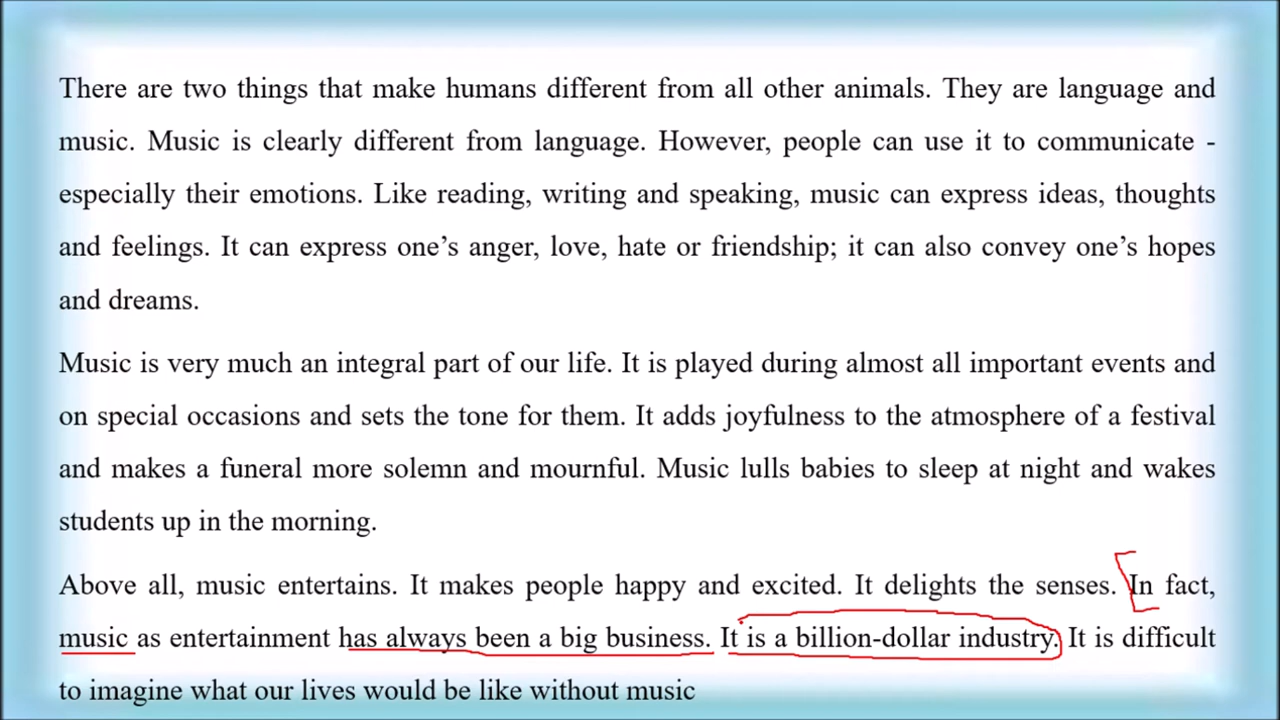 There are two things that make humans different from all other animals. They are language and
music. Music is clearly different from language. However, people can use it to communicate -
especially their emotions. Like reading, writing and speaking, music can express ideas, thoughts
and feelings. It can express one’s anger, love, hate or friendship; it can also convey one’s hopes
and dreams.
Music is very much an integral part of our life. It is played during almost all important events and
on special occasions and sets the tone for them. It adds joyfulness to the atmosphere of a festival
and makes a funeral more solemn and mournful. Music lulls babies to sleep at night and wakes
students up in the morning.
Above all, music entertains. It makes people happy and excited. It delights the senses. In fact,
music as entertainment has always been a big business. It is a billion-dollar industry. It is difficult
to imagine what our lives would be like without music